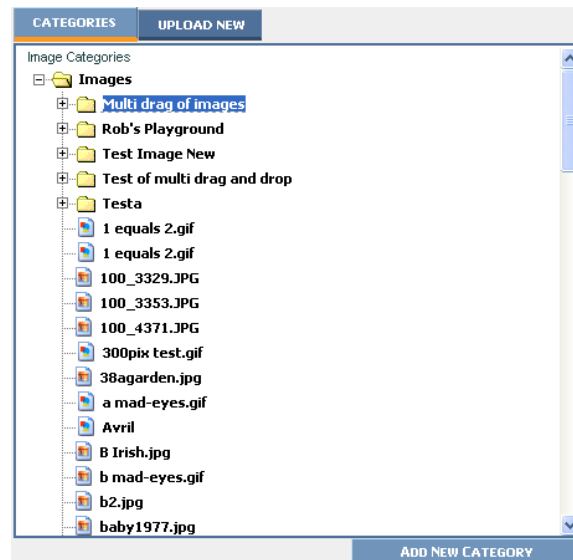 CATEGORIES UPLOAD NEW
Image Categories
Images
Multi drag of images
Rob's Playground
Test Image New
Test of multi drag and drop
Testa
1 equals 2.gif
1 equals 2.gif
100_3329.JPG
100_3353.JPG
100_4371.JPG
300pix test.gif
38agarden.jpg
a mad-eyes.gif
Avril
B Irish.jpg
b mad-eyes.gif
b2.jpg
baby1977.jpg
ADD NEW CATEGORY